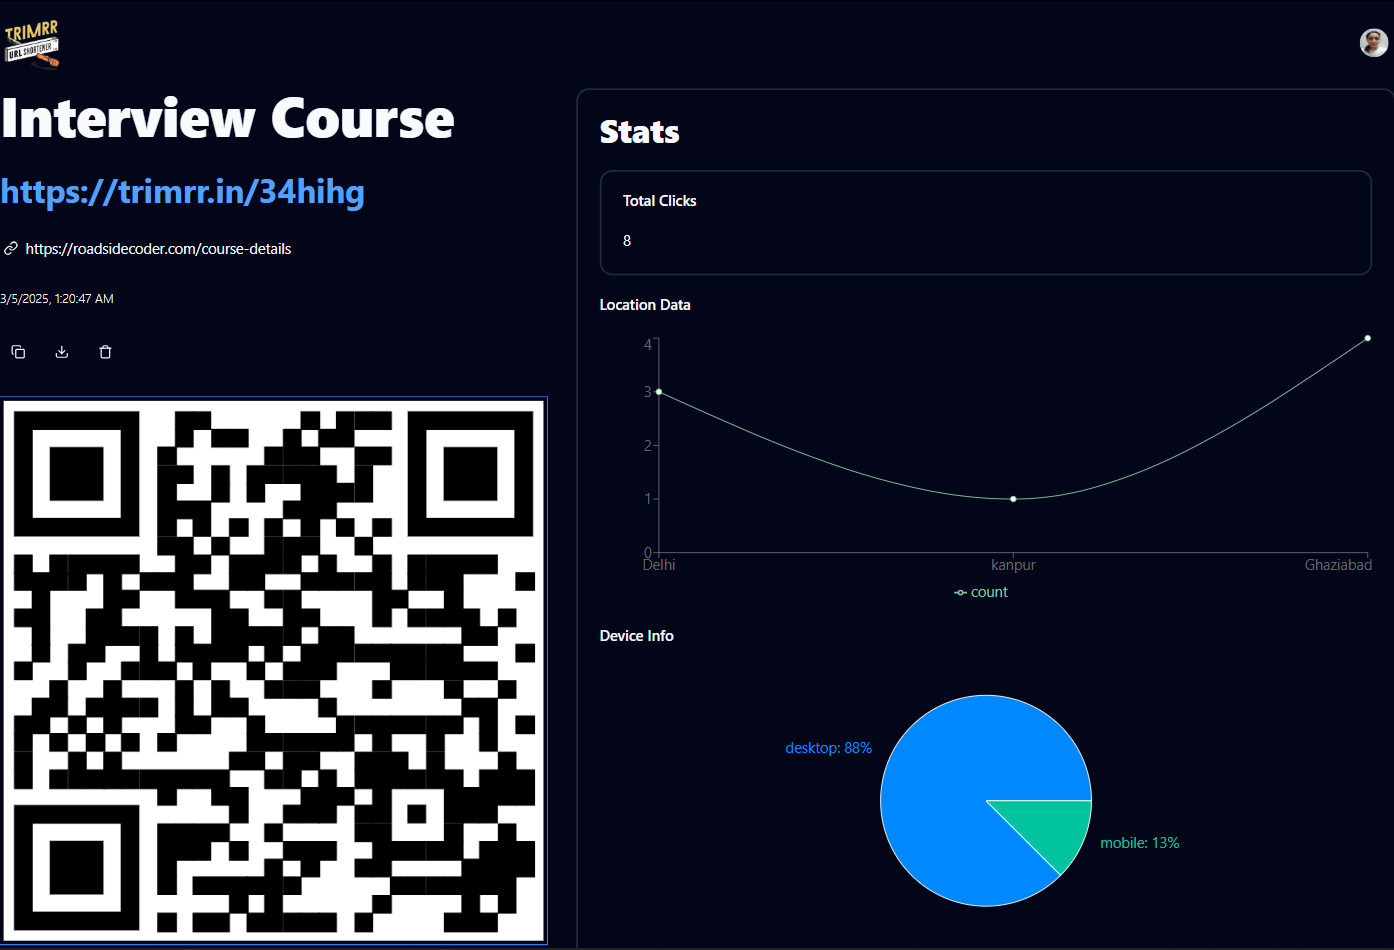 TRIMRR
URL SHORTENER
Interview Course
https://trimrr.in/34hihg
https://roadsidecoder.com/course-details
3/5/2025, 1:20:47 AM
Stats
Total Clicks
8
Location Data
4
3
2
1
0
Delhi
kanpur
Ghaziabad
count
Device Info
desktop: 88%
mobile: 13%